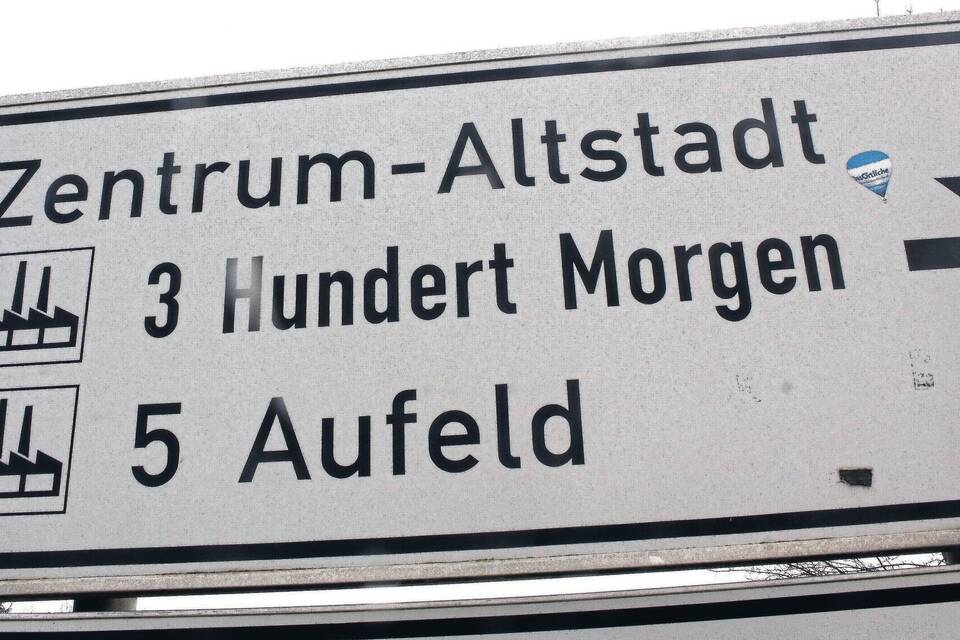 Zentrum-Altstadt
3 Hundert Morgen
5 Aufeld